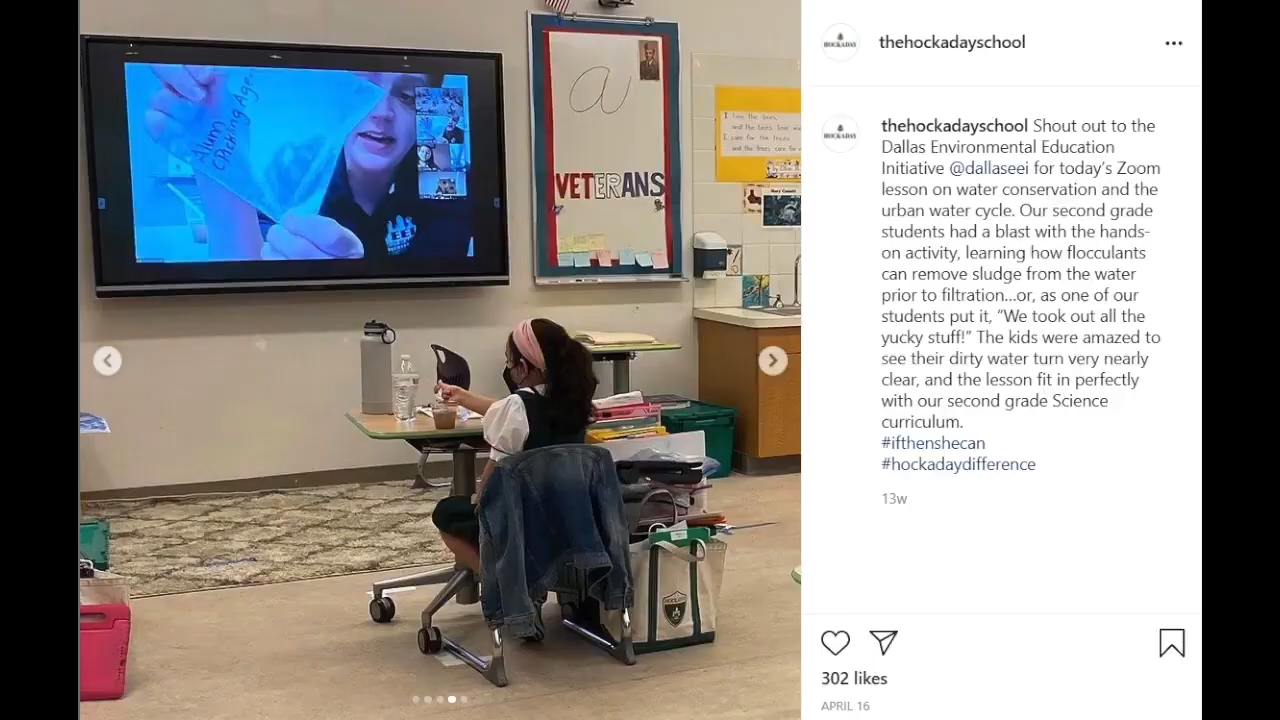 thehockadayschool
thehockadayschool Shout out to the
Dallas Environmental Education
Initiative @dallaseei for today's Zoom
lesson on water conservation and the
urban water cycle. Our second grade
students had a blast with the hands-
on activity, learning how flocculants
can remove sludge from the water
prior to filtration...or, as one of our
students put it, "We took out all the
yucky stuff!" The kids were amazed to
see their dirty water turn very nearly
clear, and the lesson fit in perfectly
with our second grade Science
curriculum.
#ifthenshecan
#hockadaydifference
13w
302 likes
APRIL 16
Alum
a
VETERANS
HOCKADAY